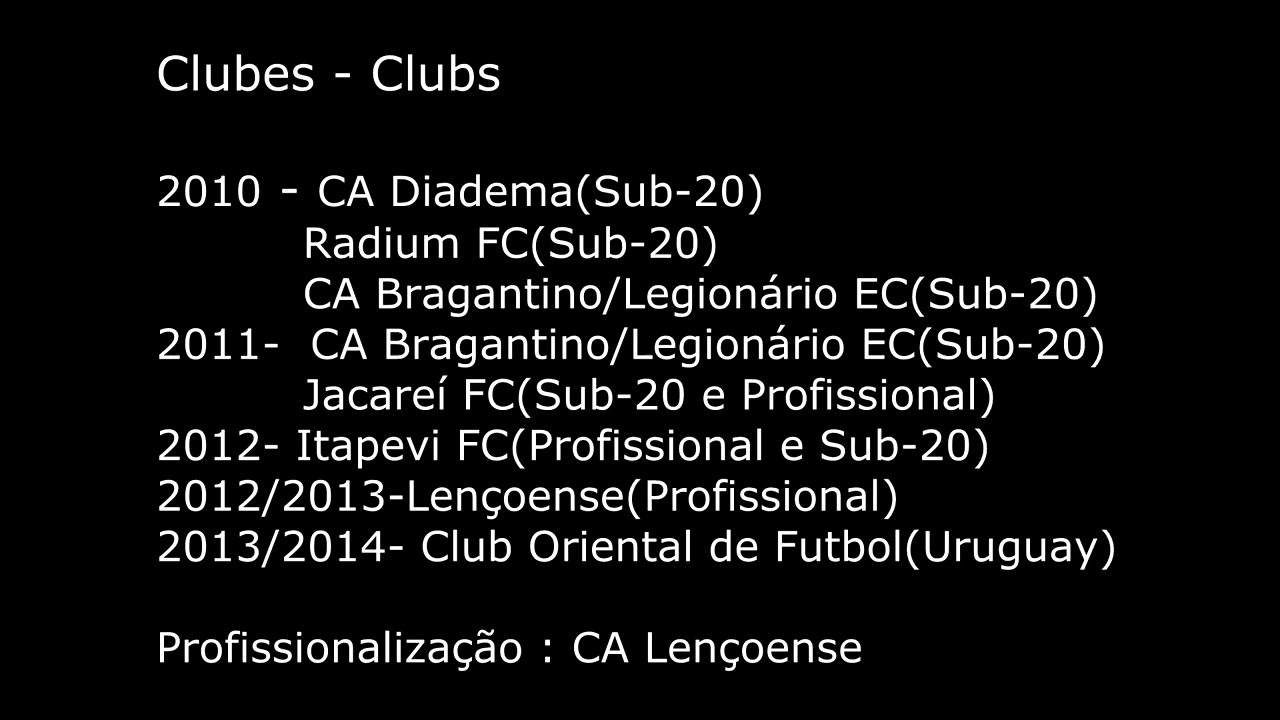 Clubes - Clubs
2010 - CA Diadema(Sub-20)
Radium FC(Sub-20)
CA Bragantino/Legionário EC(Sub-20)
2011- CA Bragantino/Legionário EC(Sub-20)
Jacareí FC(Sub-20 e Profissional)
2012- Itapevi FC(Profissional e Sub-20)
2012/2013-Lençoense(Profissional)
2013/2014- Club Oriental de Futbol(Uruguay)
Profissionalização : CA Lençoense